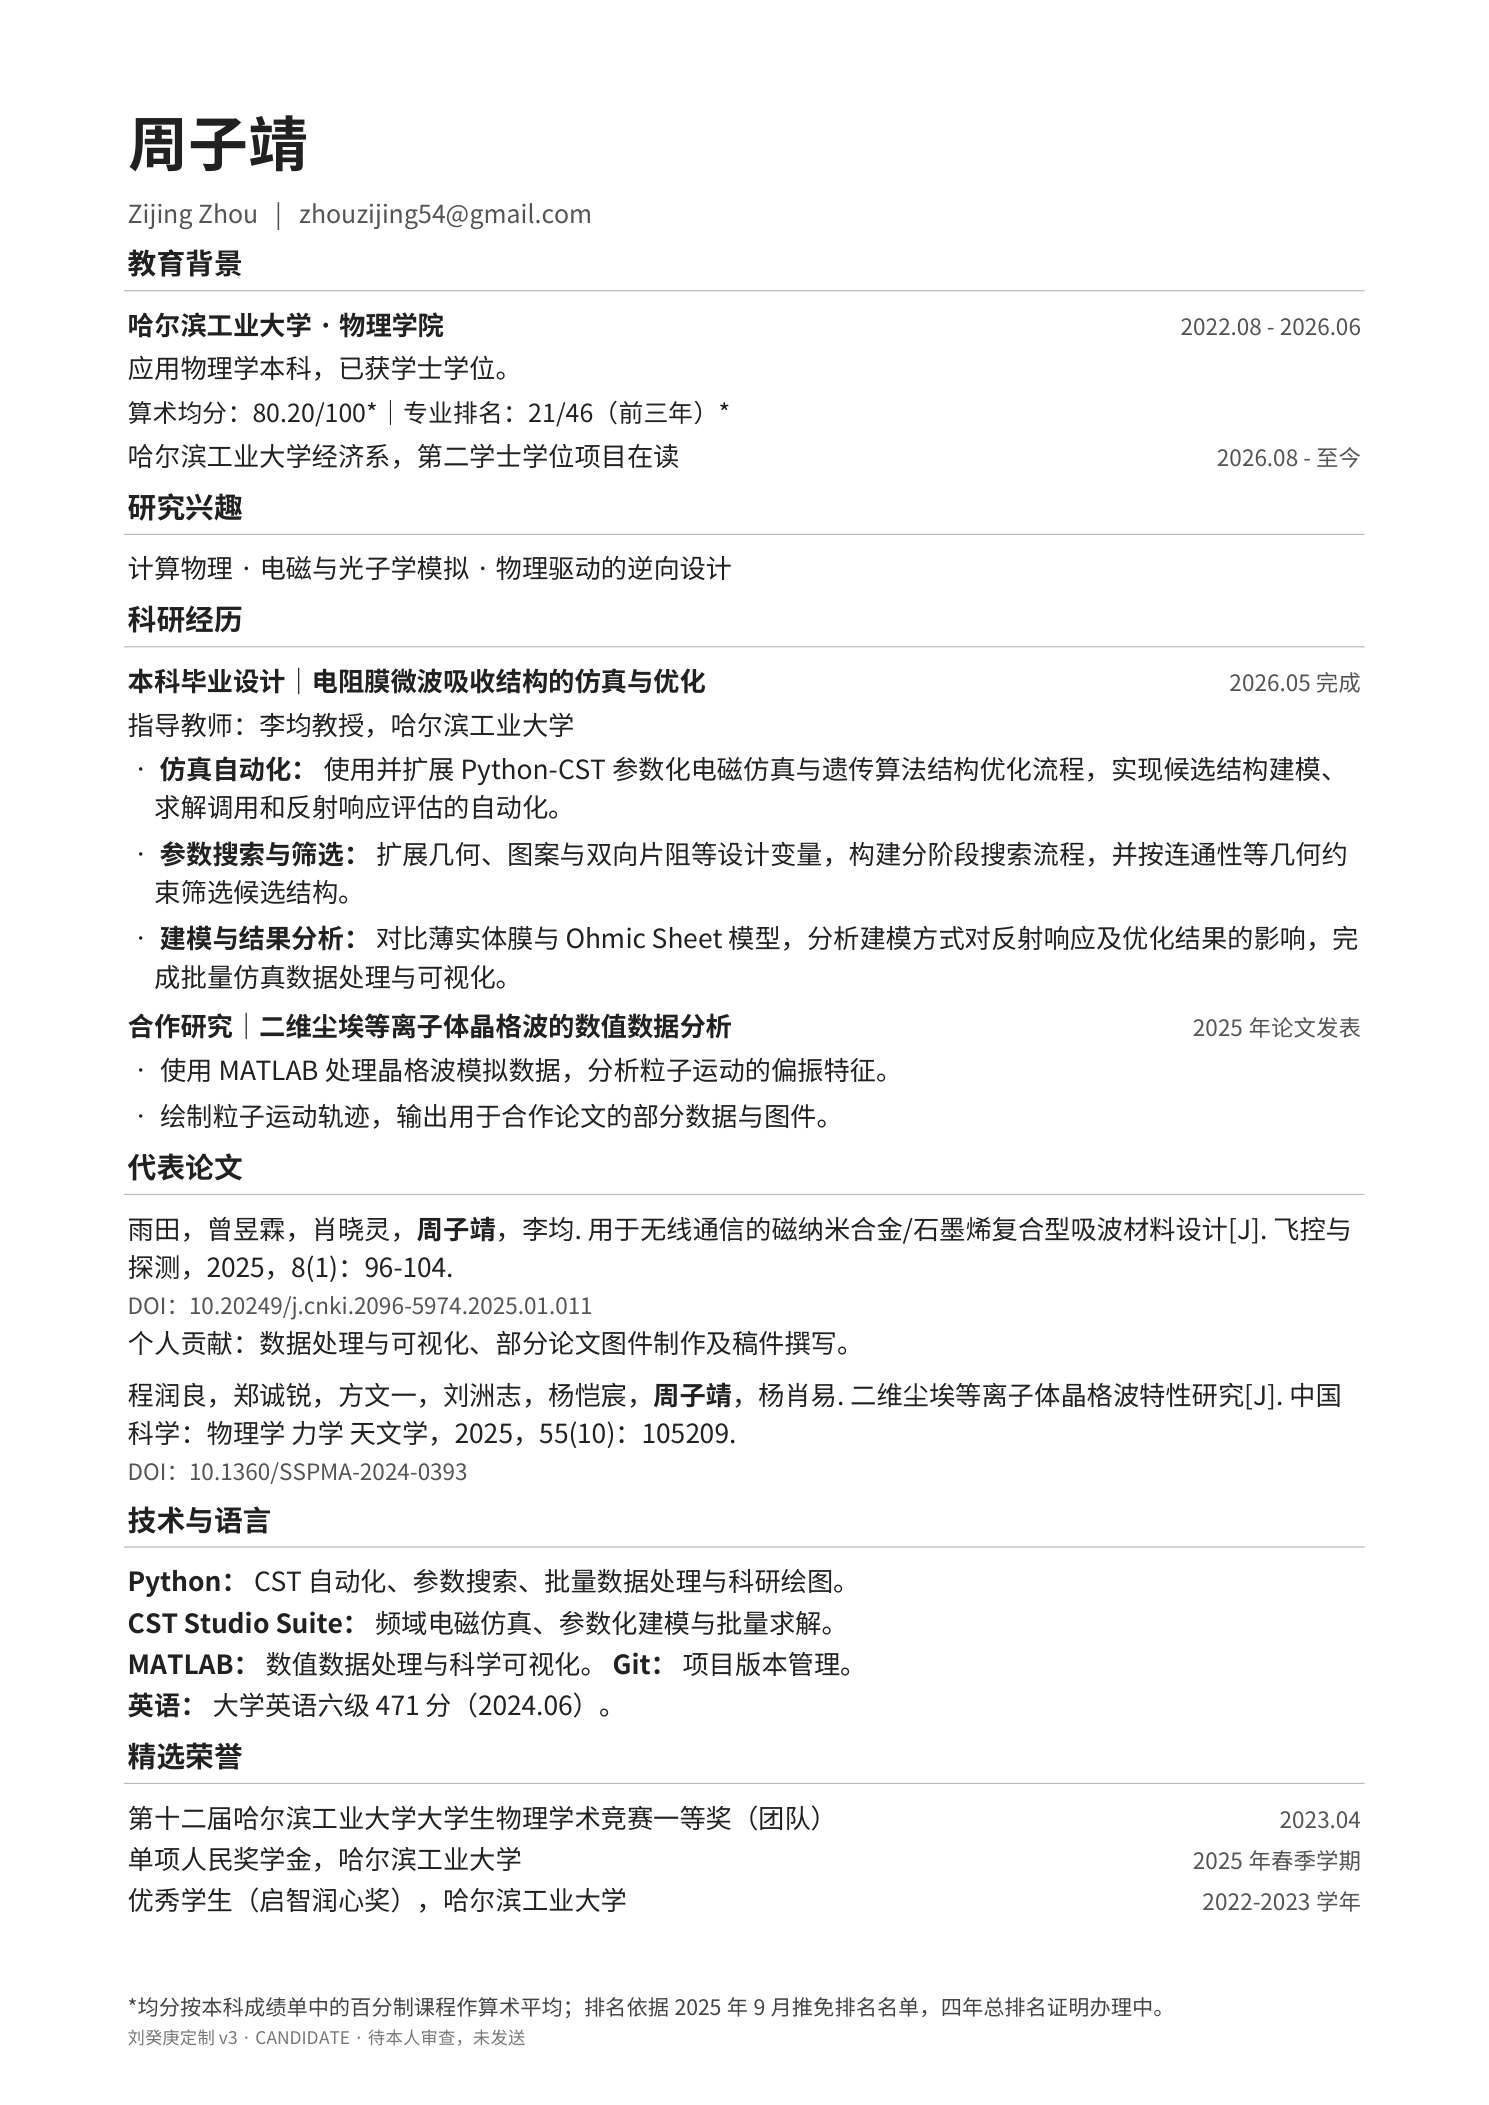 周子靖
Zijing Zhou | zhouzijing54@gmail.com
教育背景
哈尔滨工业大学 · 物理学院 2022.08 - 2026.06
应用物理学本科，已获学士学位。
算术均分：80.20/100*｜专业排名：21/46（前三年）*
哈尔滨工业大学经济系，第二学士学位项目在读 2026.08 - 至今
研究兴趣
计算物理 · 电磁与光子学模拟 · 物理驱动的逆向设计
科研经历
本科毕业设计｜电阻膜微波吸收结构的仿真与优化 2026.05 完成
指导教师：李均教授，哈尔滨工业大学
· 仿真自动化： 使用并扩展 Python-CST 参数化电磁仿真与遗传算法结构优化流程，实现候选结构建模、
求解调用和反射响应评估的自动化。
· 参数搜索与筛选： 扩展几何、图案与双向片阻等设计变量，构建分阶段搜索流程，并按连通性等几何约
束筛选候选结构。
· 建模与结果分析： 对比薄实体膜与 Ohmic Sheet 模型，分析建模方式对反射响应及优化结果的影响，完
成批量仿真数据处理与可视化。
合作研究｜二维尘埃等离子体晶格波的数值数据分析 2025 年论文发表
· 使用 MATLAB 处理晶格波模拟数据，分析粒子运动的偏振特征。
· 绘制粒子运动轨迹，输出用于合作论文的部分数据与图件。
代表论文
雨田，曾昱霖，肖晓灵，周子靖，李均. 用于无线通信的磁纳米合金/石墨烯复合型吸波材料设计[J]. 飞控与
探测，2025，8(1)：96-104.
DOI：10.20249/j.cnki.2096-5974.2025.01.011
个人贡献：数据处理与可视化、部分论文图件制作及稿件撰写。
程润良，郑诚锐，方文一，刘洲志，杨恺宸，周子靖，杨肖易. 二维尘埃等离子体晶格波特性研究[J]. 中国
科学：物理学 力学 天文学，2025，55(10)：105209.
DOI：10.1360/SSPMA-2024-0393
技术与语言
Python： CST 自动化、参数搜索、批量数据处理与科研绘图。
CST Studio Suite： 频域电磁仿真、参数化建模与批量求解。
MATLAB： 数值数据处理与科学可视化。 Git： 项目版本管理。
英语： 大学英语六级 471 分（2024.06）。
精选荣誉
第十二届哈尔滨工业大学大学生物理学术竞赛一等奖（团队） 2023.04
单项人民奖学金，哈尔滨工业大学 2025 年春季学期
优秀学生（启智润心奖），哈尔滨工业大学 2022-2023 学年
*均分按本科成绩单中的百分制课程作算术平均；排名依据 2025 年 9 月推免排名名单，四年总排名证明办理中。
刘癸庚定制 v3 · CANDIDATE · 待本人审查，未发送